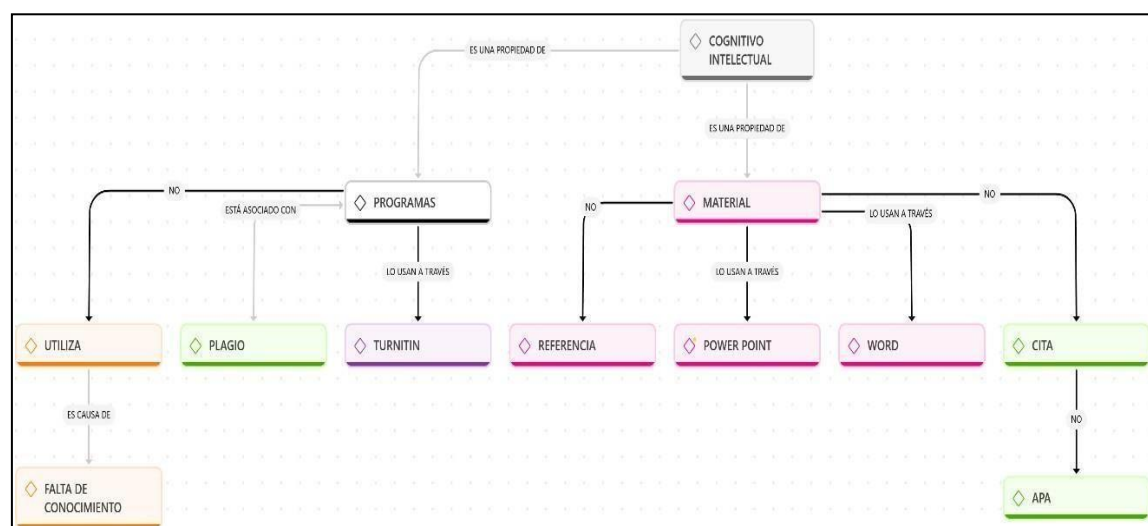 COGNITIVO
INTELECTUAL
ES UNA PROPIEDAD DE
ES UNA PROPIEDAD DE
NO
PROGRAMAS
ESTÁ ASOCIADO CON
MATERIAL
NO
NO
LO USAN A TRAVÉS
LO USAN A TRAVÉS
LO USAN A TRAVÉS
UTILIZA
PLAGIO
TURNITIN
REFERENCIA
POWER POINT
WORD
CITA
ES CAUSA DE
NO
FALTA DE
CONOCIMIENTO
APA